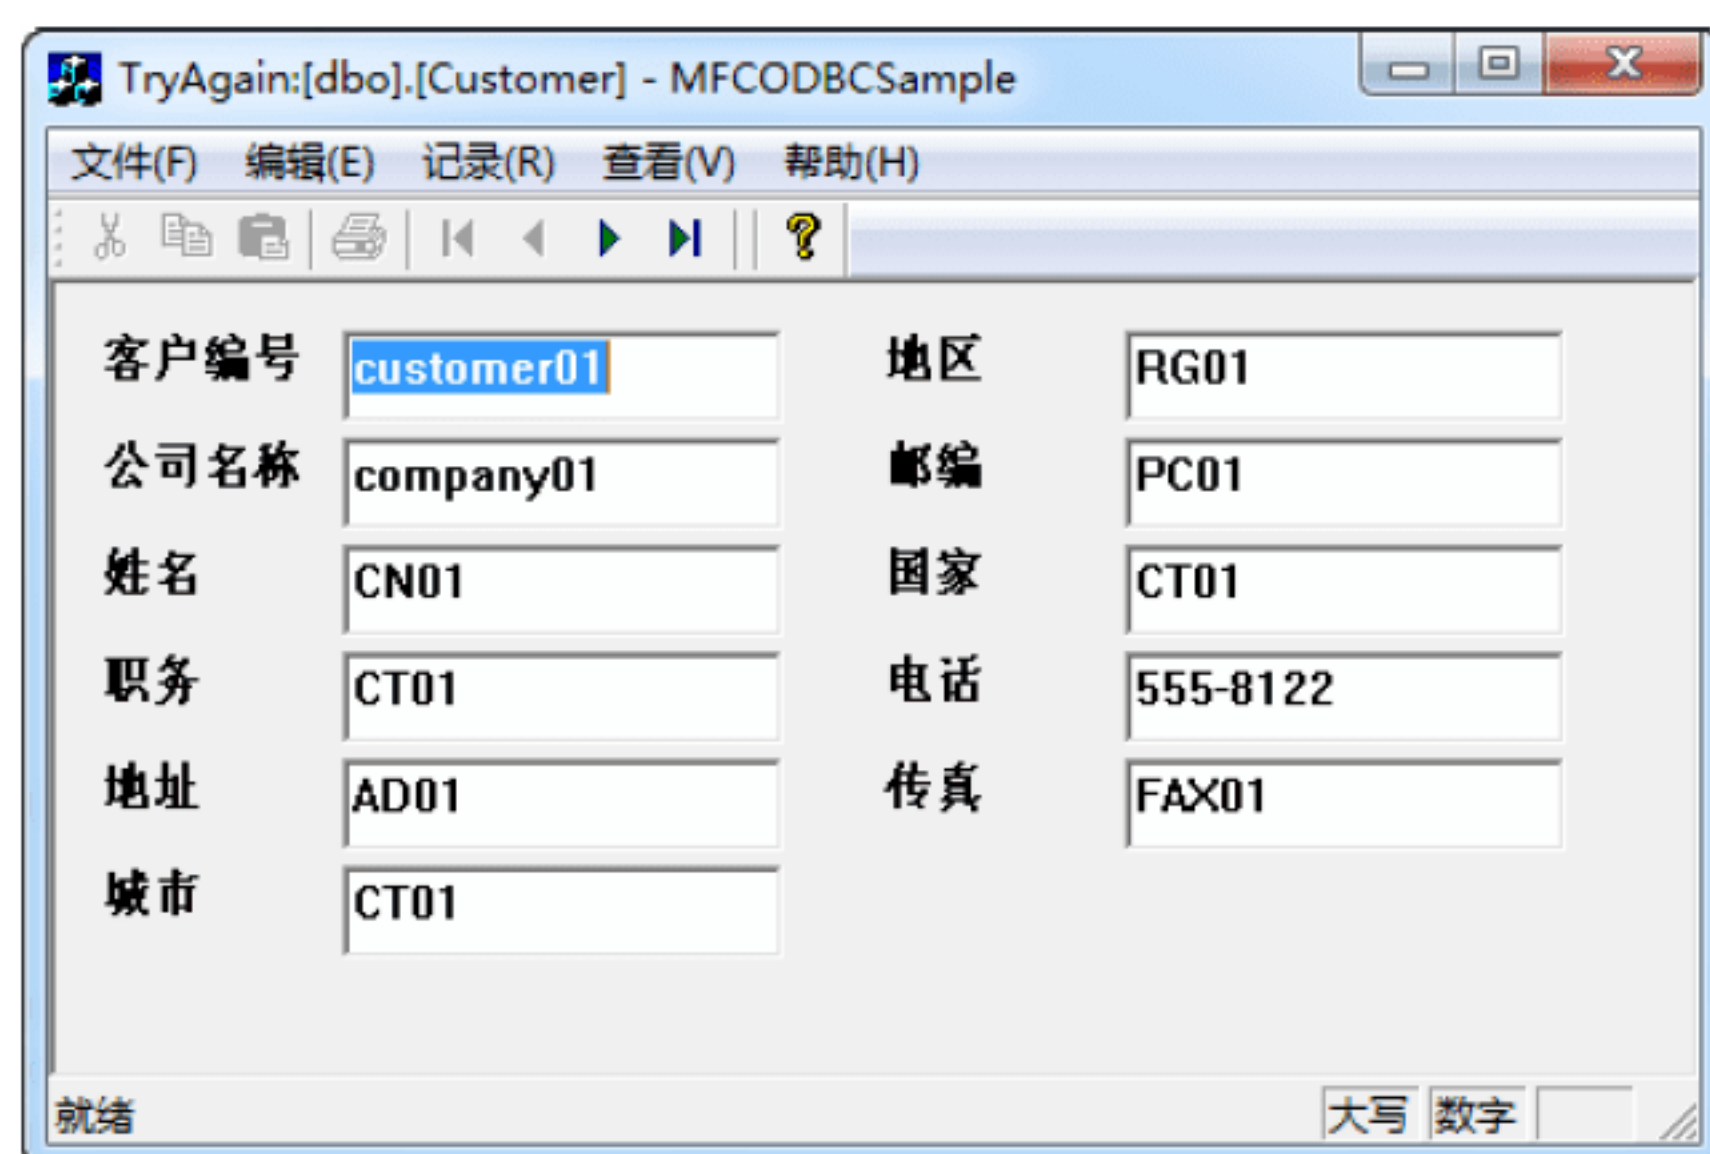 TryAgain:[dbo].[Customer] - MFCODBCSample
文件(F) 编辑(E) 记录(R) 查看(V) 帮助(H)
客户编号 customer01 地区 RG01
公司名称 company01 邮编 PC01
姓名 CN01 国家 CT01
职务 CT01 电话 555-8122
地址 AD01 传真 FAX01
城市 CT01
就绪 大写 数字